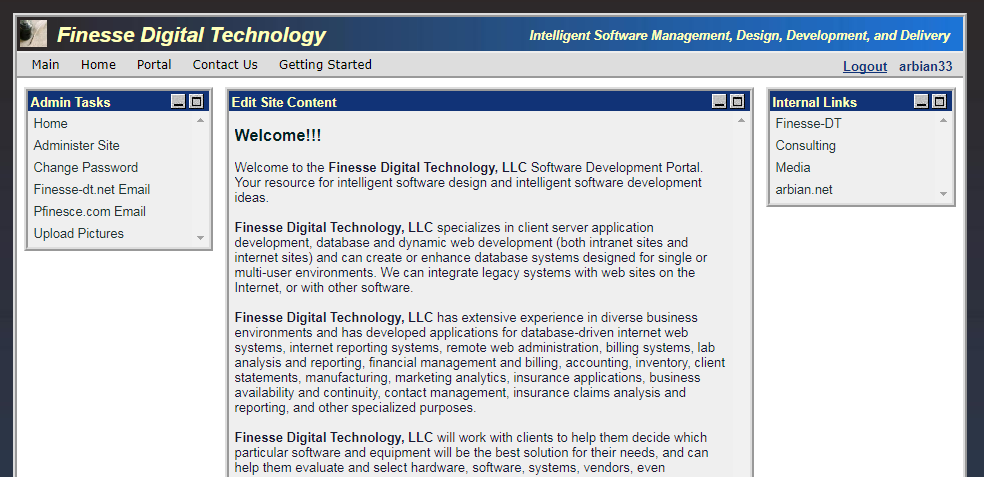 Finesse Digital Technology
Intelligent Software Management, Design, Development, and Delivery
Main Home Portal Contact Us Getting Started
Logout arbian33
Admin Tasks
Home
Administer Site
Change Password
Finesse-dt.net Email
Pfinesce.com Email
Upload Pictures
Edit Site Content
Welcome!!!
Welcome to the Finesse Digital Technology, LLC Software Development Portal.
Your resource for intelligent software design and intelligent software development
ideas.
Finesse Digital Technology, LLC specializes in client server application
development, database and dynamic web development (both intranet sites and
internet sites) and can create or enhance database systems designed for single or
multi-user environments. We can integrate legacy systems with web sites on the
Internet, or with other software.
Finesse Digital Technology, LLC has extensive experience in diverse business
environments and has developed applications for database-driven internet web
systems, internet reporting systems, remote web administration, billing systems, lab
analysis and reporting, financial management and billing, accounting, inventory, client
statements, manufacturing, marketing analytics, insurance applications, business
availability and continuity, contact management, insurance claims analysis and
reporting, and other specialized purposes.
Finesse Digital Technology, LLC will work with clients to help them decide which
particular software and equipment will be the best solution for their needs, and can
help them evaluate and select hardware, software, systems, vendors, even
Internal Links
Finesse-DT
Consulting
Media
arbian.net